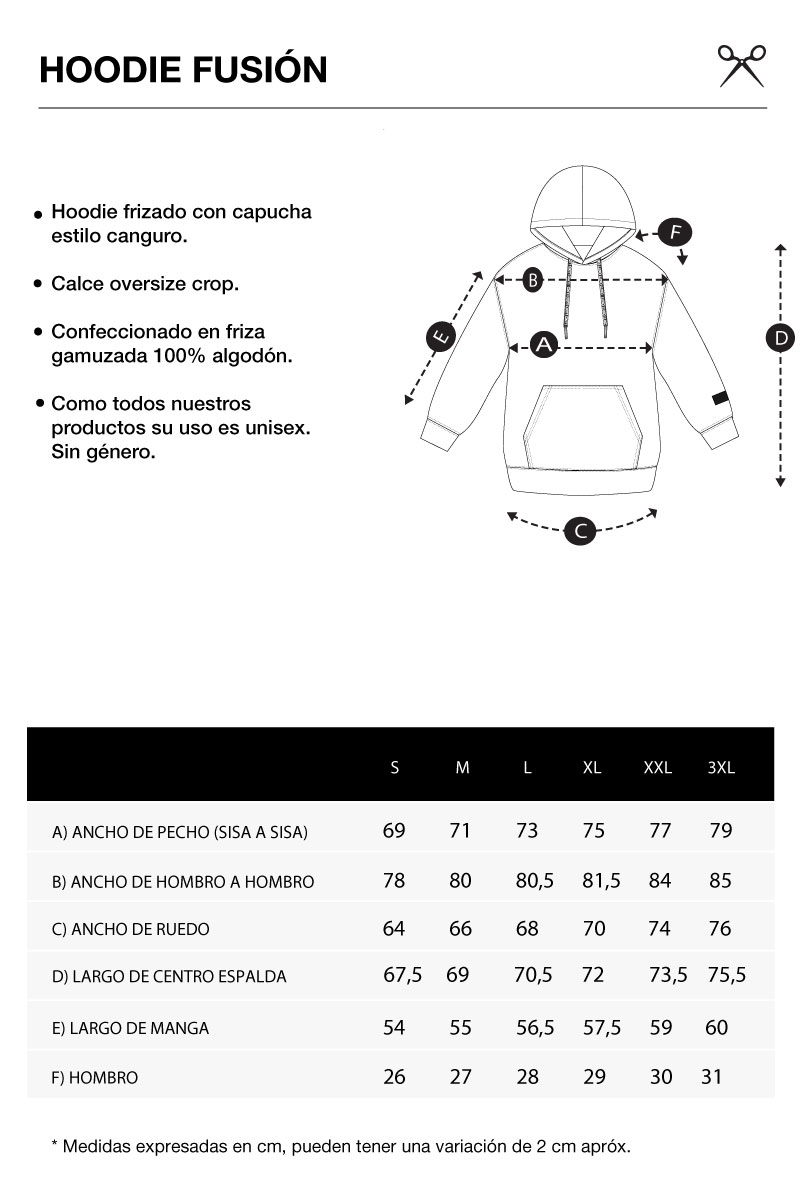 HOODIE FUSIÓN
• Hoodie frizado con capucha
estilo canguro.
• Calce oversize crop.
• Confeccionado en friza
gamuzada 100% algodón.
• Como todos nuestros
productos su uso es unisex.
Sin género.
F
B
E
A
D
C
S M L XL XXL 3XL
A) ANCHO DE PECHO (SISA A SISA) 69 71 73 75 77 79
B) ANCHO DE HOMBRO A HOMBRO 78 80 80,5 81,5 84 85
C) ANCHO DE RUEDO 64 66 68 70 74 76
D) LARGO DE CENTRO ESPALDA 67,5 69 70,5 72 73,5 75,5
E) LARGO DE MANGA 54 55 56,5 57,5 59 60
F) HOMBRO 26 27 28 29 30 31
* Medidas expresadas en cm, pueden tener una variación de 2 cm apróx.